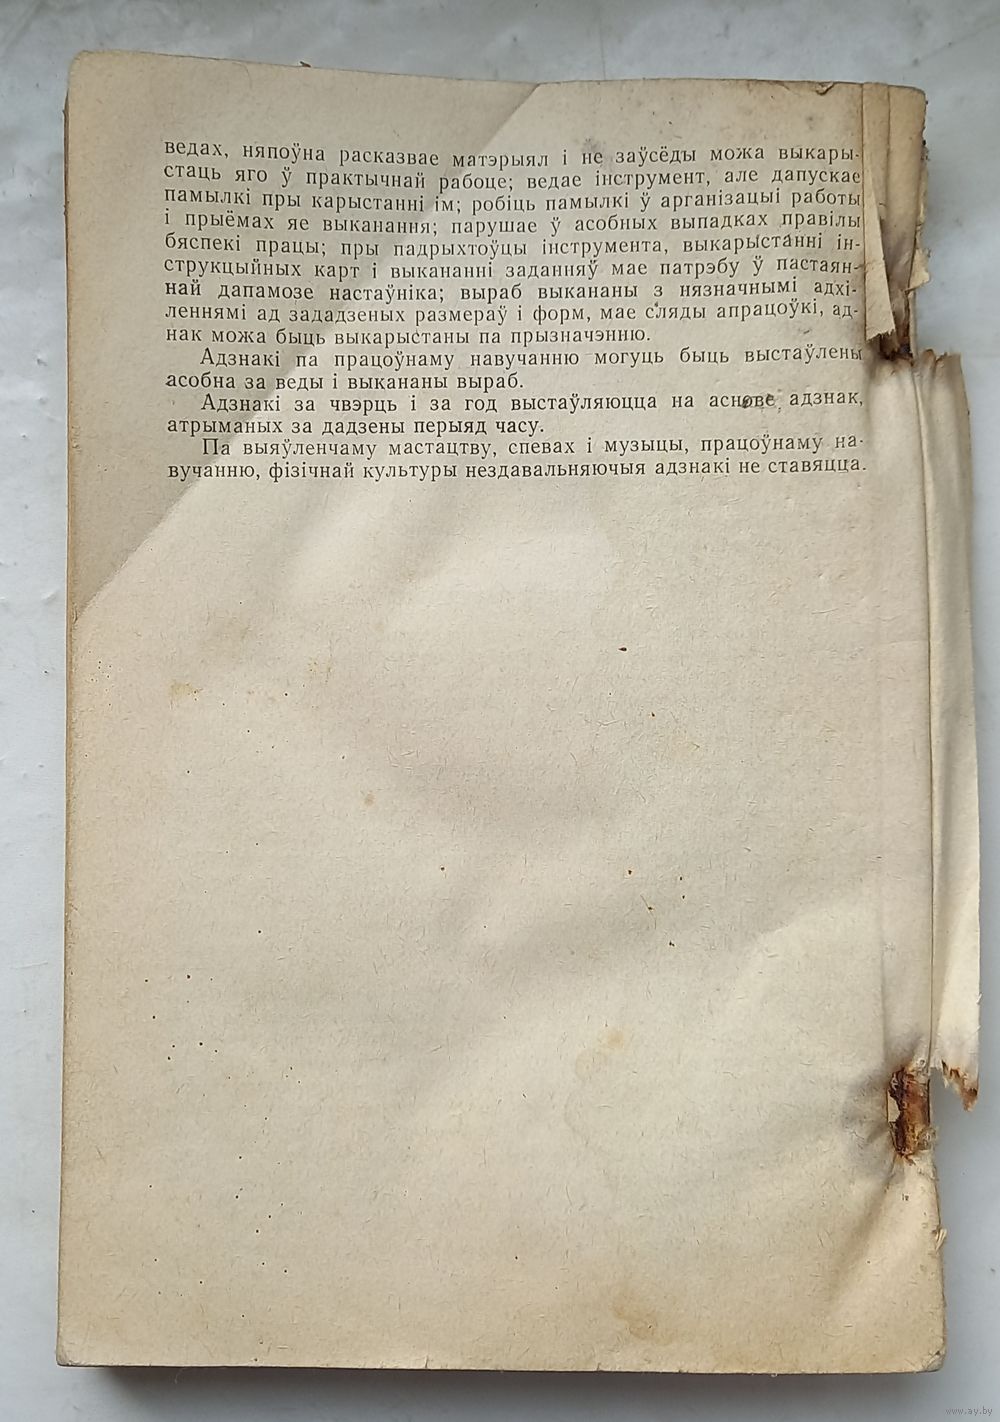 ведах, няпоўна расказвае матэрыял і не заўсёды можа выкары-
стаць яго ў практычнай рабоце; ведае інструмент, але дапускае
памылкі пры карыстанні ім; робіць памылкі ў арганізацыі работы
і прыёмах яе выканання; парушае ў асобных выпадках правілы
бяспекі працы; пры падрыхтоўцы інструмента, выкарыстанні ін-
струкцыйных карт і выкананні заданняў мае патрэбу ў пастаян-
най дапамозе настаўніка; выраб выкананы з нязначнымі адхі-
леннямі ад зададзеных размераў і форм, мае сляды апрацоўкі, ад-
нак можа быць выкарыстаны па прызначэнню.
Адзнакі па працоўнаму навучанню могуць быць выстаўлены
асобна за веды і выкананы выраб.
Адзнакі за чвэрць і за год выстаўляюцца на аснове адзнак,
атрыманых за дадзены перыяд часу.
Па выяўленчаму мастацтву, спевах і музыцы, працоўнаму на-
вучанню, фізічнай культуры нездавальняючыя адзнакі не ставяцца.
www.ay.by